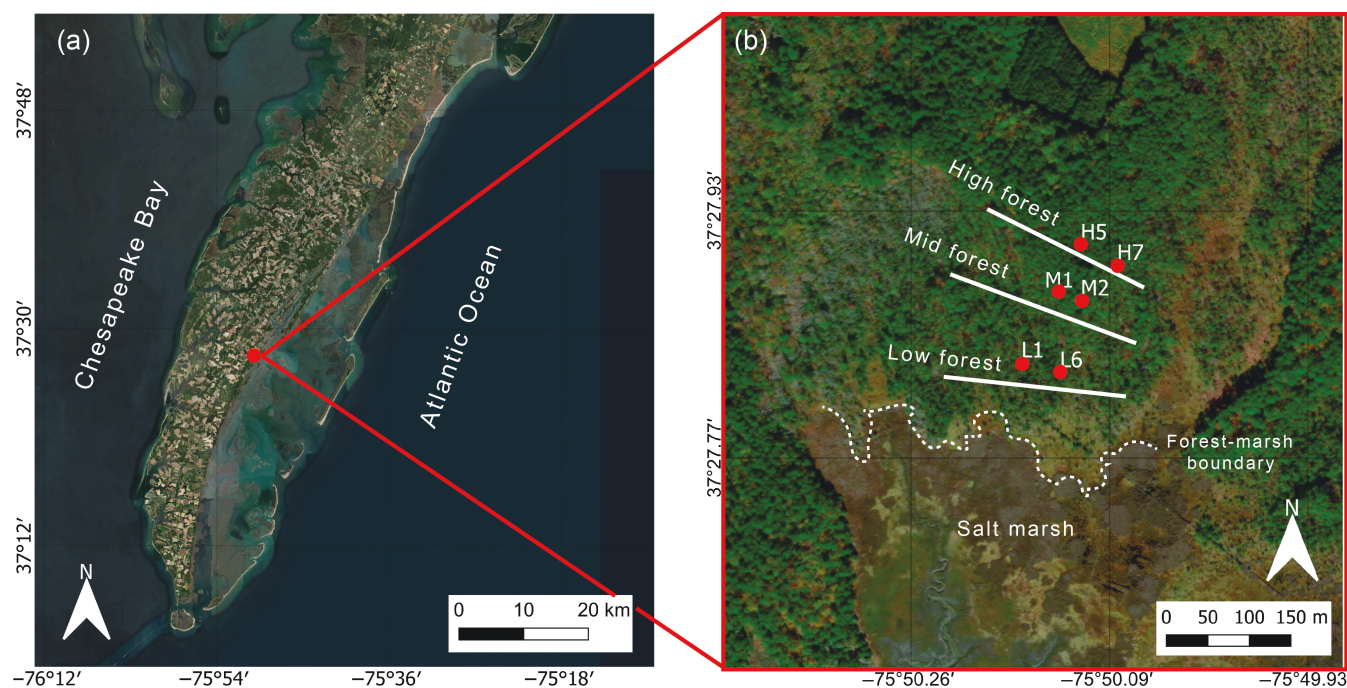 (a)
37°48′
37°30′
37°12′
Chesapeake Bay
Atlantic Ocean
N
0 10 20 km
−76°12′ −75°54′ −75°36′ −75°18′
(b)
37°27.93′
37°27.77′
High forest
H5
H7
Mid forest
M1
M2
Low forest
L1
L6
Forest-marsh
boundary
Salt marsh
N
0 50 100 150 m
−75°50.26′ −75°50.09′ −75°49.93′